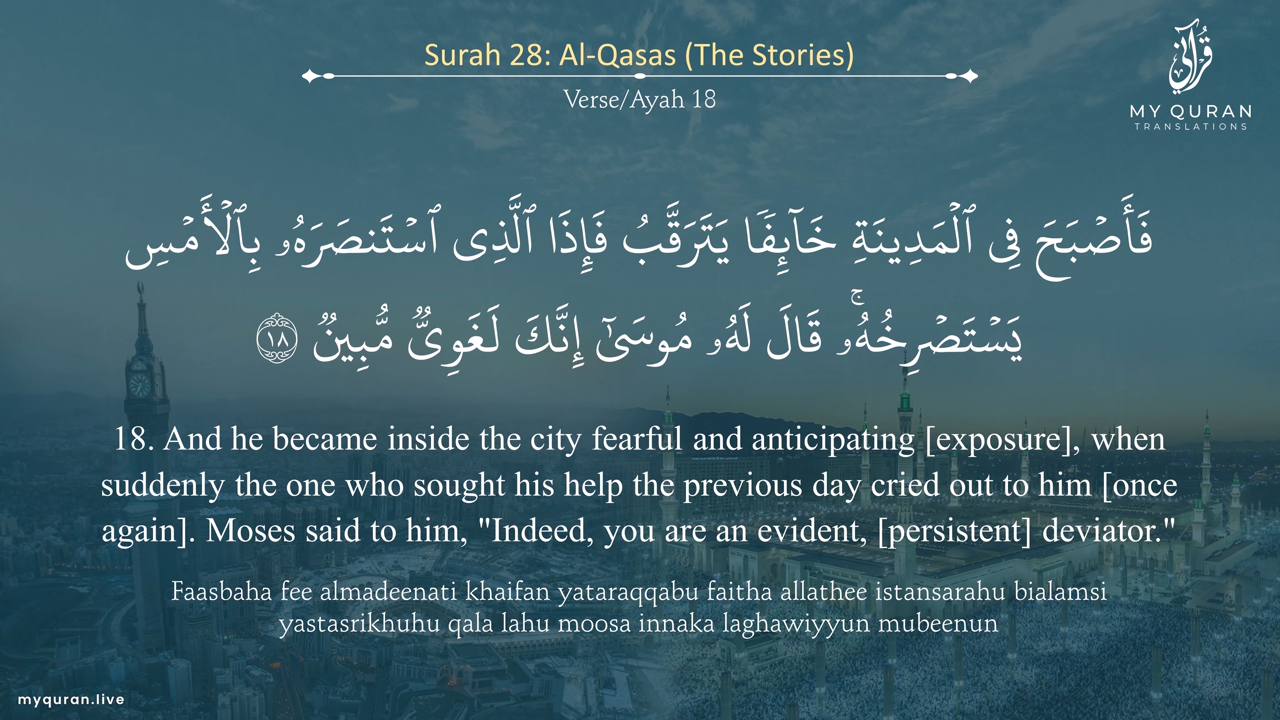 Surah 28: Al-Qasas (The Stories)
Verse/Ayah 18
قُرْآنِي
MY QURAN
TRANSLATIONS
فَأَصْبَحَ فِى ٱلْمَدِينَةِ خَآئِفًا يَتَرَقَّبُ فَإِذَا ٱلَّذِى ٱسْتَنصَرَهُۥ بِٱلْأَمْسِ
يَسْتَصْرِخُهُۥ ۚ قَالَ لَهُۥ مُوسَىٰٓ إِنَّكَ لَغَوِىٌّ مُّبِينٌ ١٨
18. And he became inside the city fearful and anticipating [exposure], when
suddenly the one who sought his help the previous day cried out to him [once
again]. Moses said to him, "Indeed, you are an evident, [persistent] deviator."
Faasbaha fee almadeenati khaifan yataraqqabu faitha allathee istansarahu bialamsi
yastasrikhuhu qala lahu moosa innaka laghawiyyun mubeenun
myquran.live